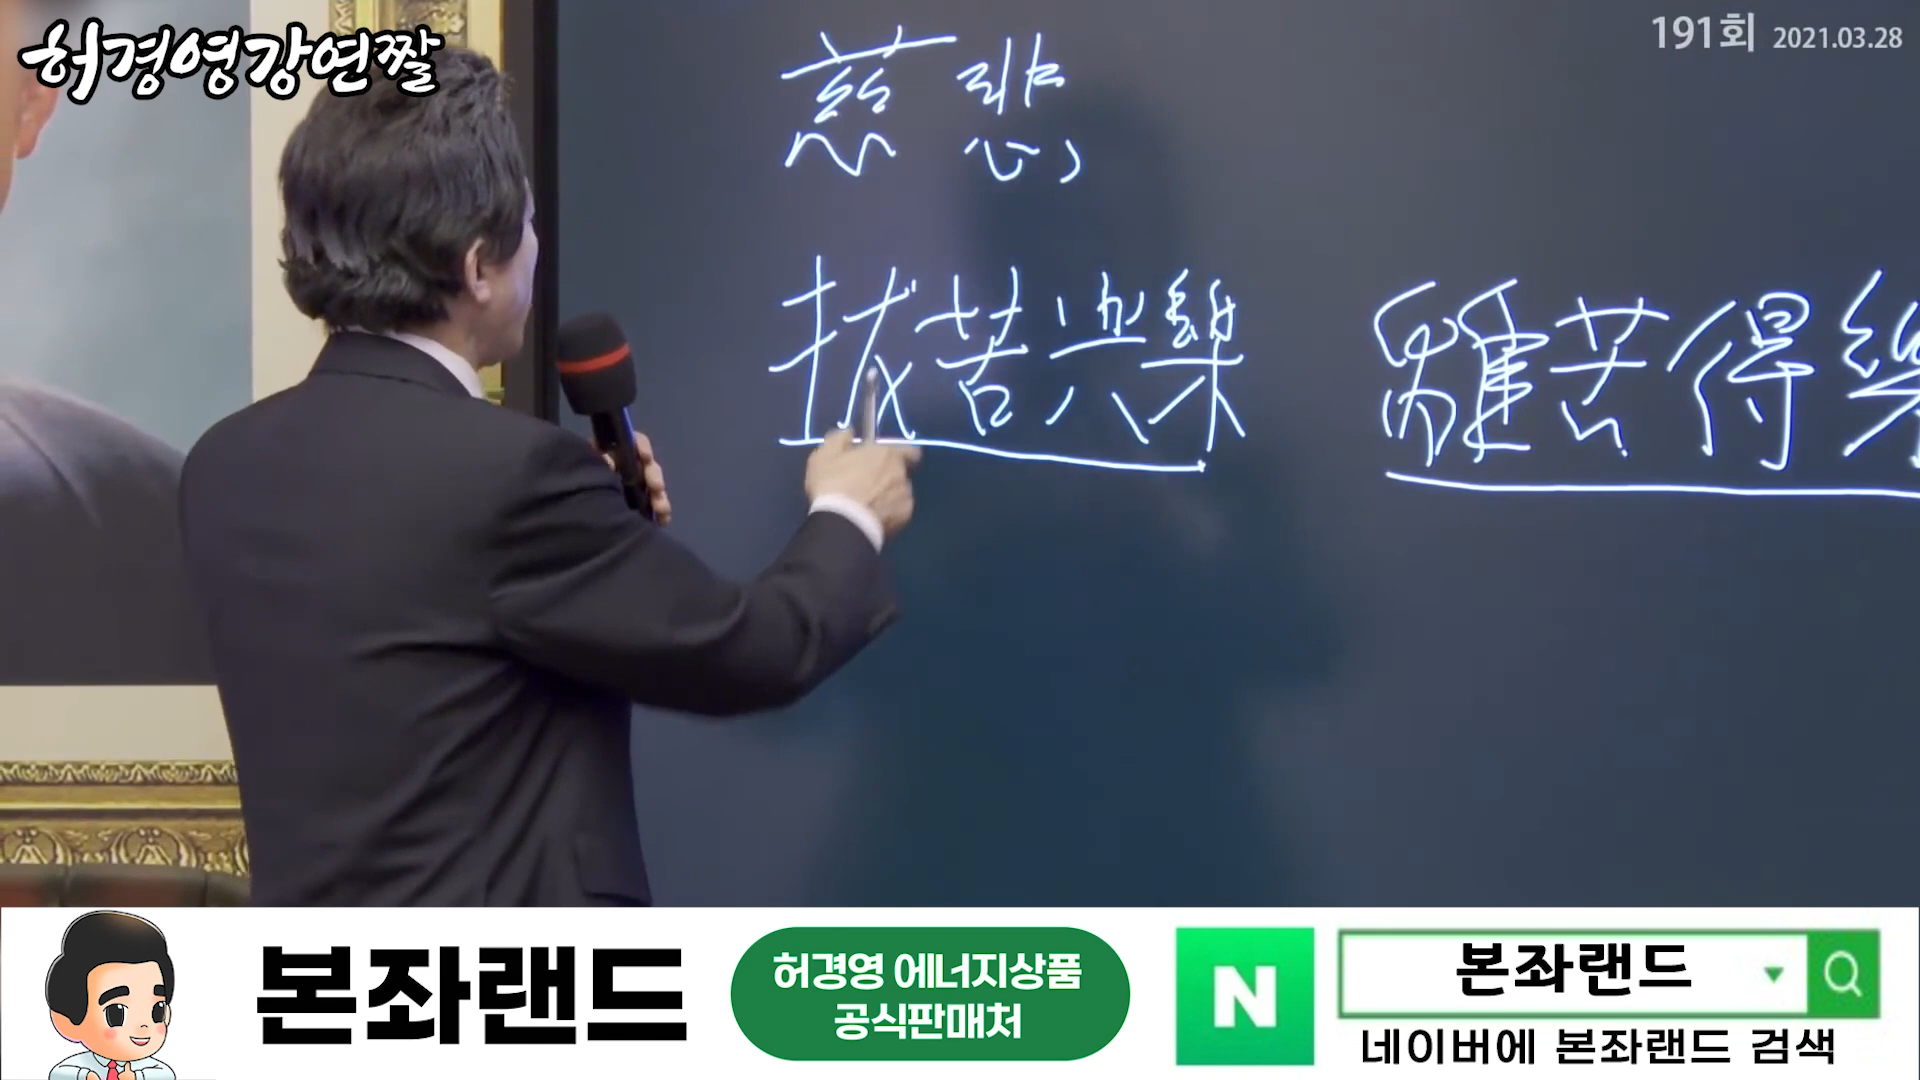 허경영강연짤
191회 2021.03.28
慈悲
拔苦與樂 離苦得樂
본좌랜드
허경영 에너지상품
공식판매처
N
본좌랜드
네이버에 본좌랜드 검색